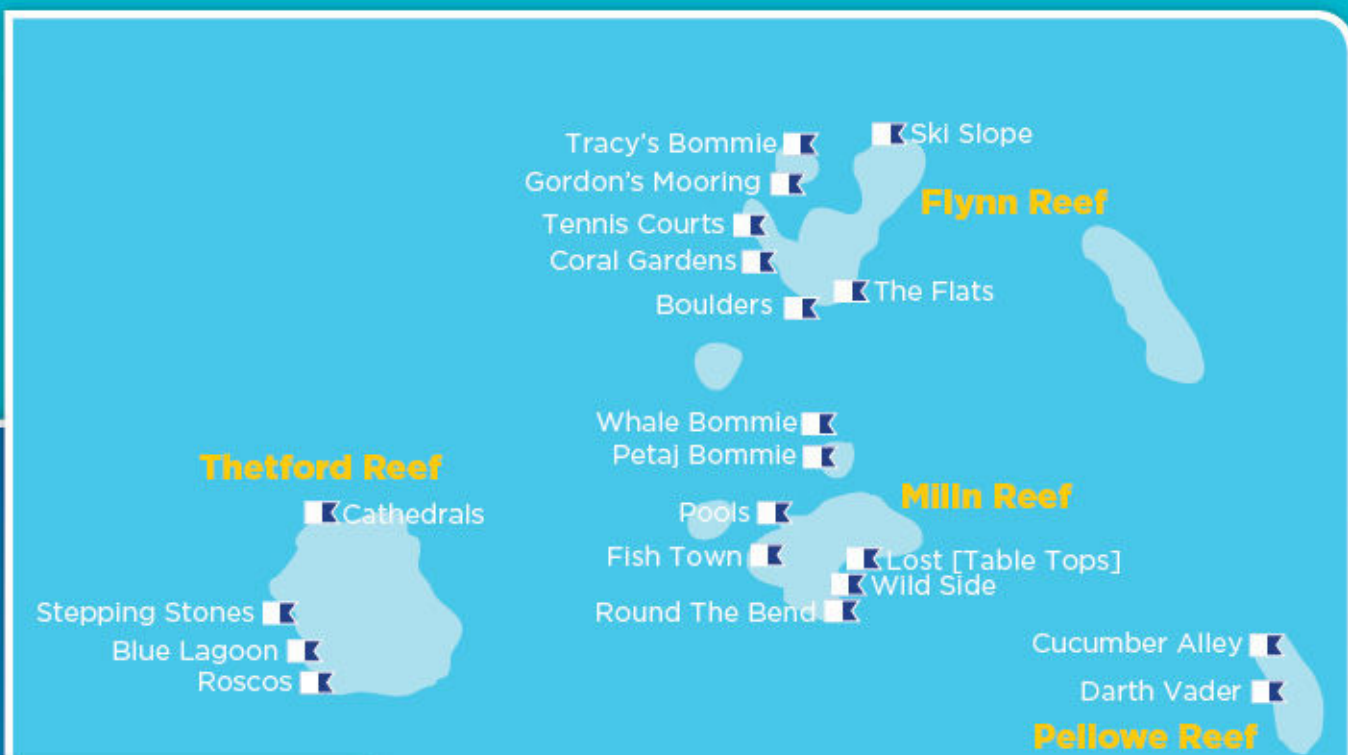 Tracy's Bommie
Ski Slope
Gordon's Mooring
Flynn Reef
Tennis Courts
Coral Gardens
The Flats
Boulders
Whale Bommie
Petaj Bommie
Thetford Reef
Milln Reef
Cathedrals
Pools
Fish Town
Lost [Table Tops]
Wild Side
Stepping Stones
Round The Bend
Cucumber Alley
Blue Lagoon
Roscos
Darth Vader
Pellowe Reef